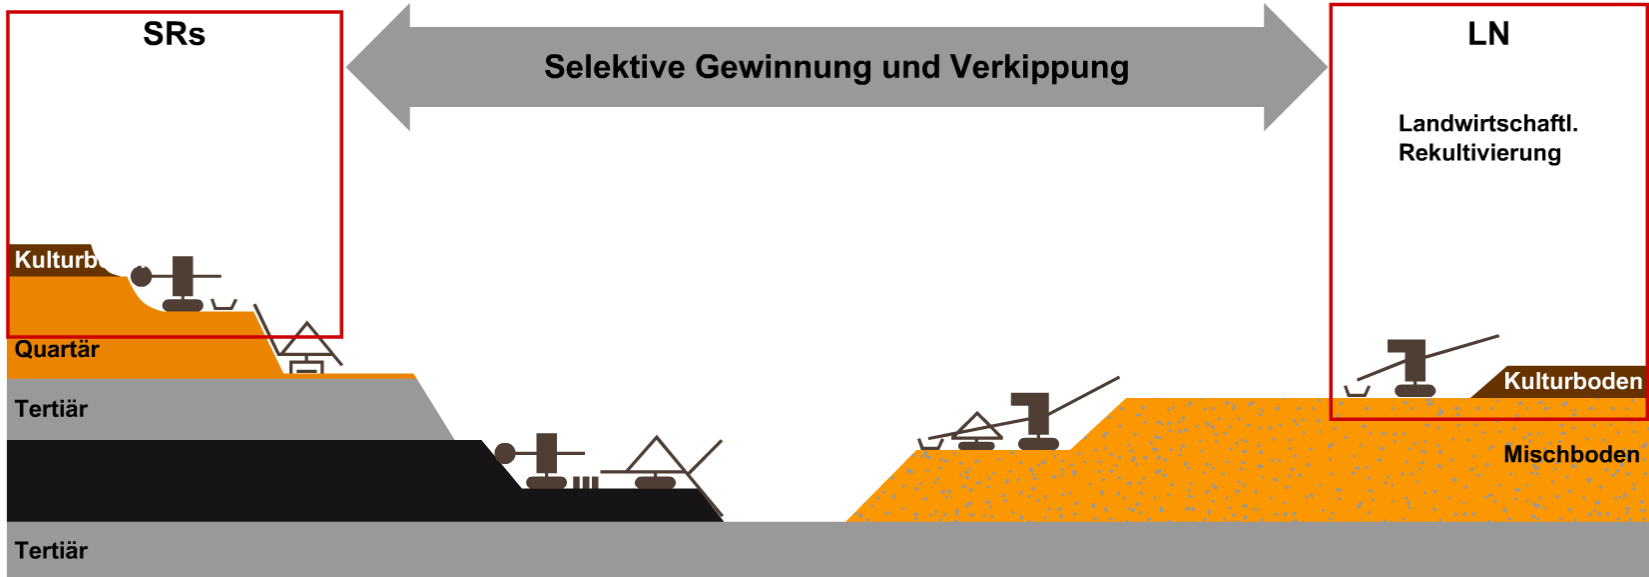 SRs
Selektive Gewinnung und Verkippung
LN
Landwirtschaftl.
Rekultivierung
Quartär
Tertiär
Kulturboden
Mischboden
Tertiär